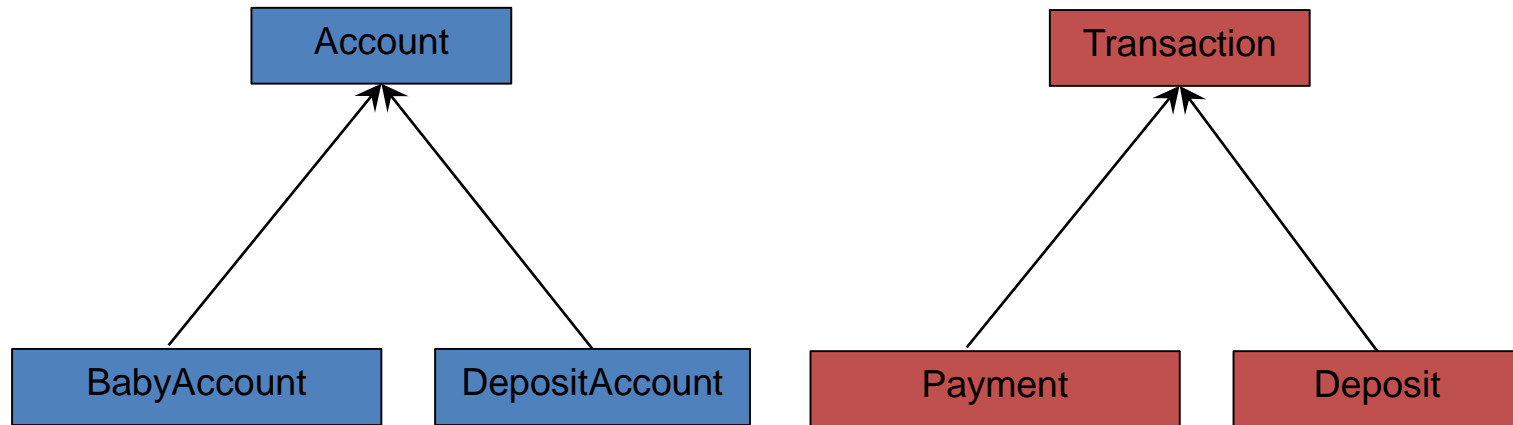 Account
Transaction
BabyAccount
DepositAccount
Payment
Deposit